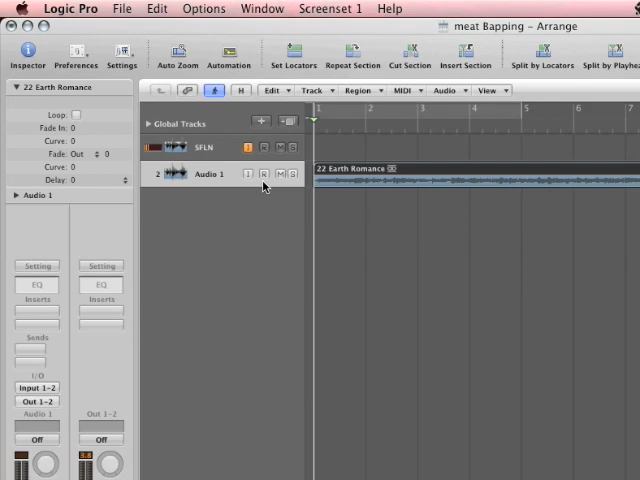 Logic Pro File Edit Options Window Screenset 1 Help
meat Bapping – Arrange
Inspector Preferences Settings Auto Zoom Automation Set Locators Repeat Section Cut Section Insert Section Split by Locators Split by Playhea
22 Earth Romance
H Edit Track Region MIDI Audio View
Loop:
Fade In: 0
Curve: 0
Fade: Out 0
Curve: 0
Delay: 0
Audio 1
Global Tracks
1 2 3 4 5 6 7
SFLN I R M S
2 Audio 1 I R M S
22 Earth Romance
Setting Setting
EQ EQ
Inserts Inserts
Sends
I/O
Input 1-2
Out 1-2
Audio 1 Out 1-2
Off Off
3.8